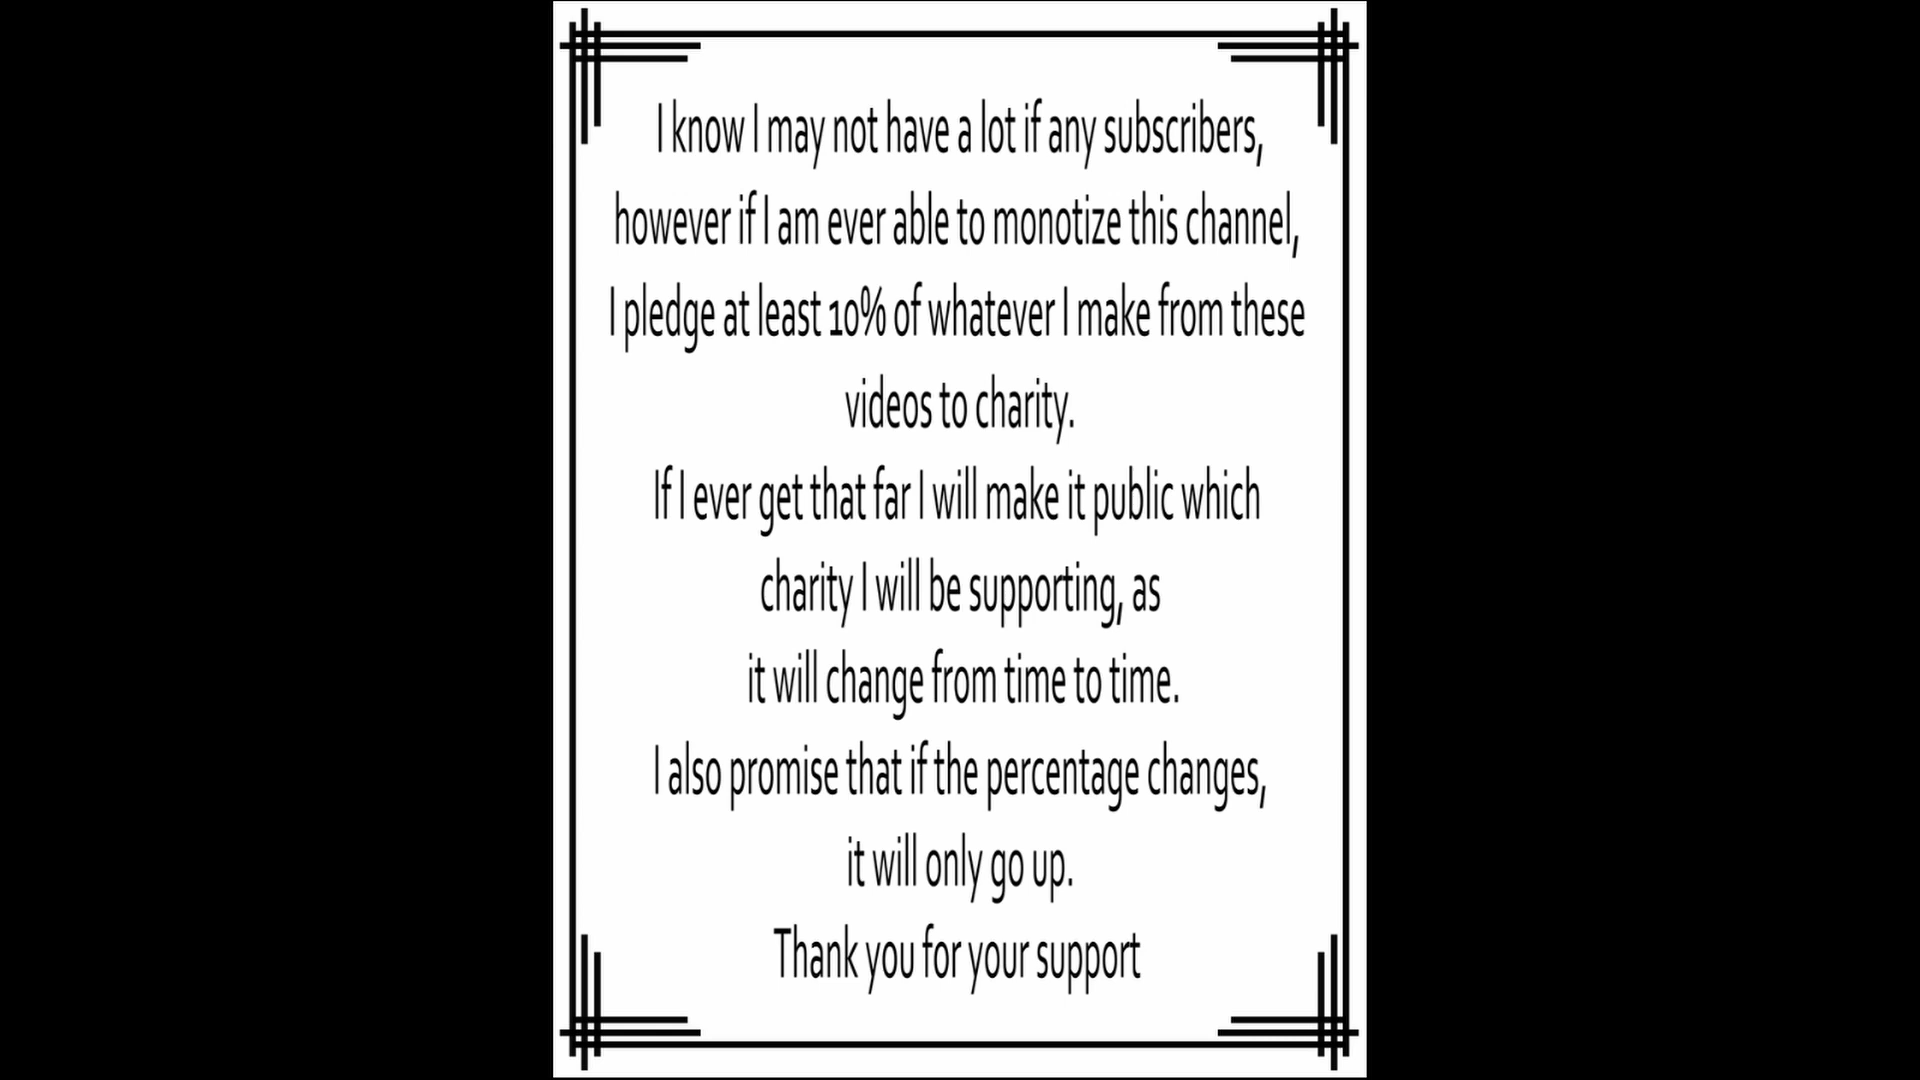 I know I may not have a lot if any subscribers,
however if I am ever able to monotize this channel,
I pledge at least 10% of whatever I make from these
videos to charity.
If I ever get that far I will make it public which
charity I will be supporting, as
it will change from time to time.
I also promise that if the percentage changes,
it will only go up.
Thank you for your support